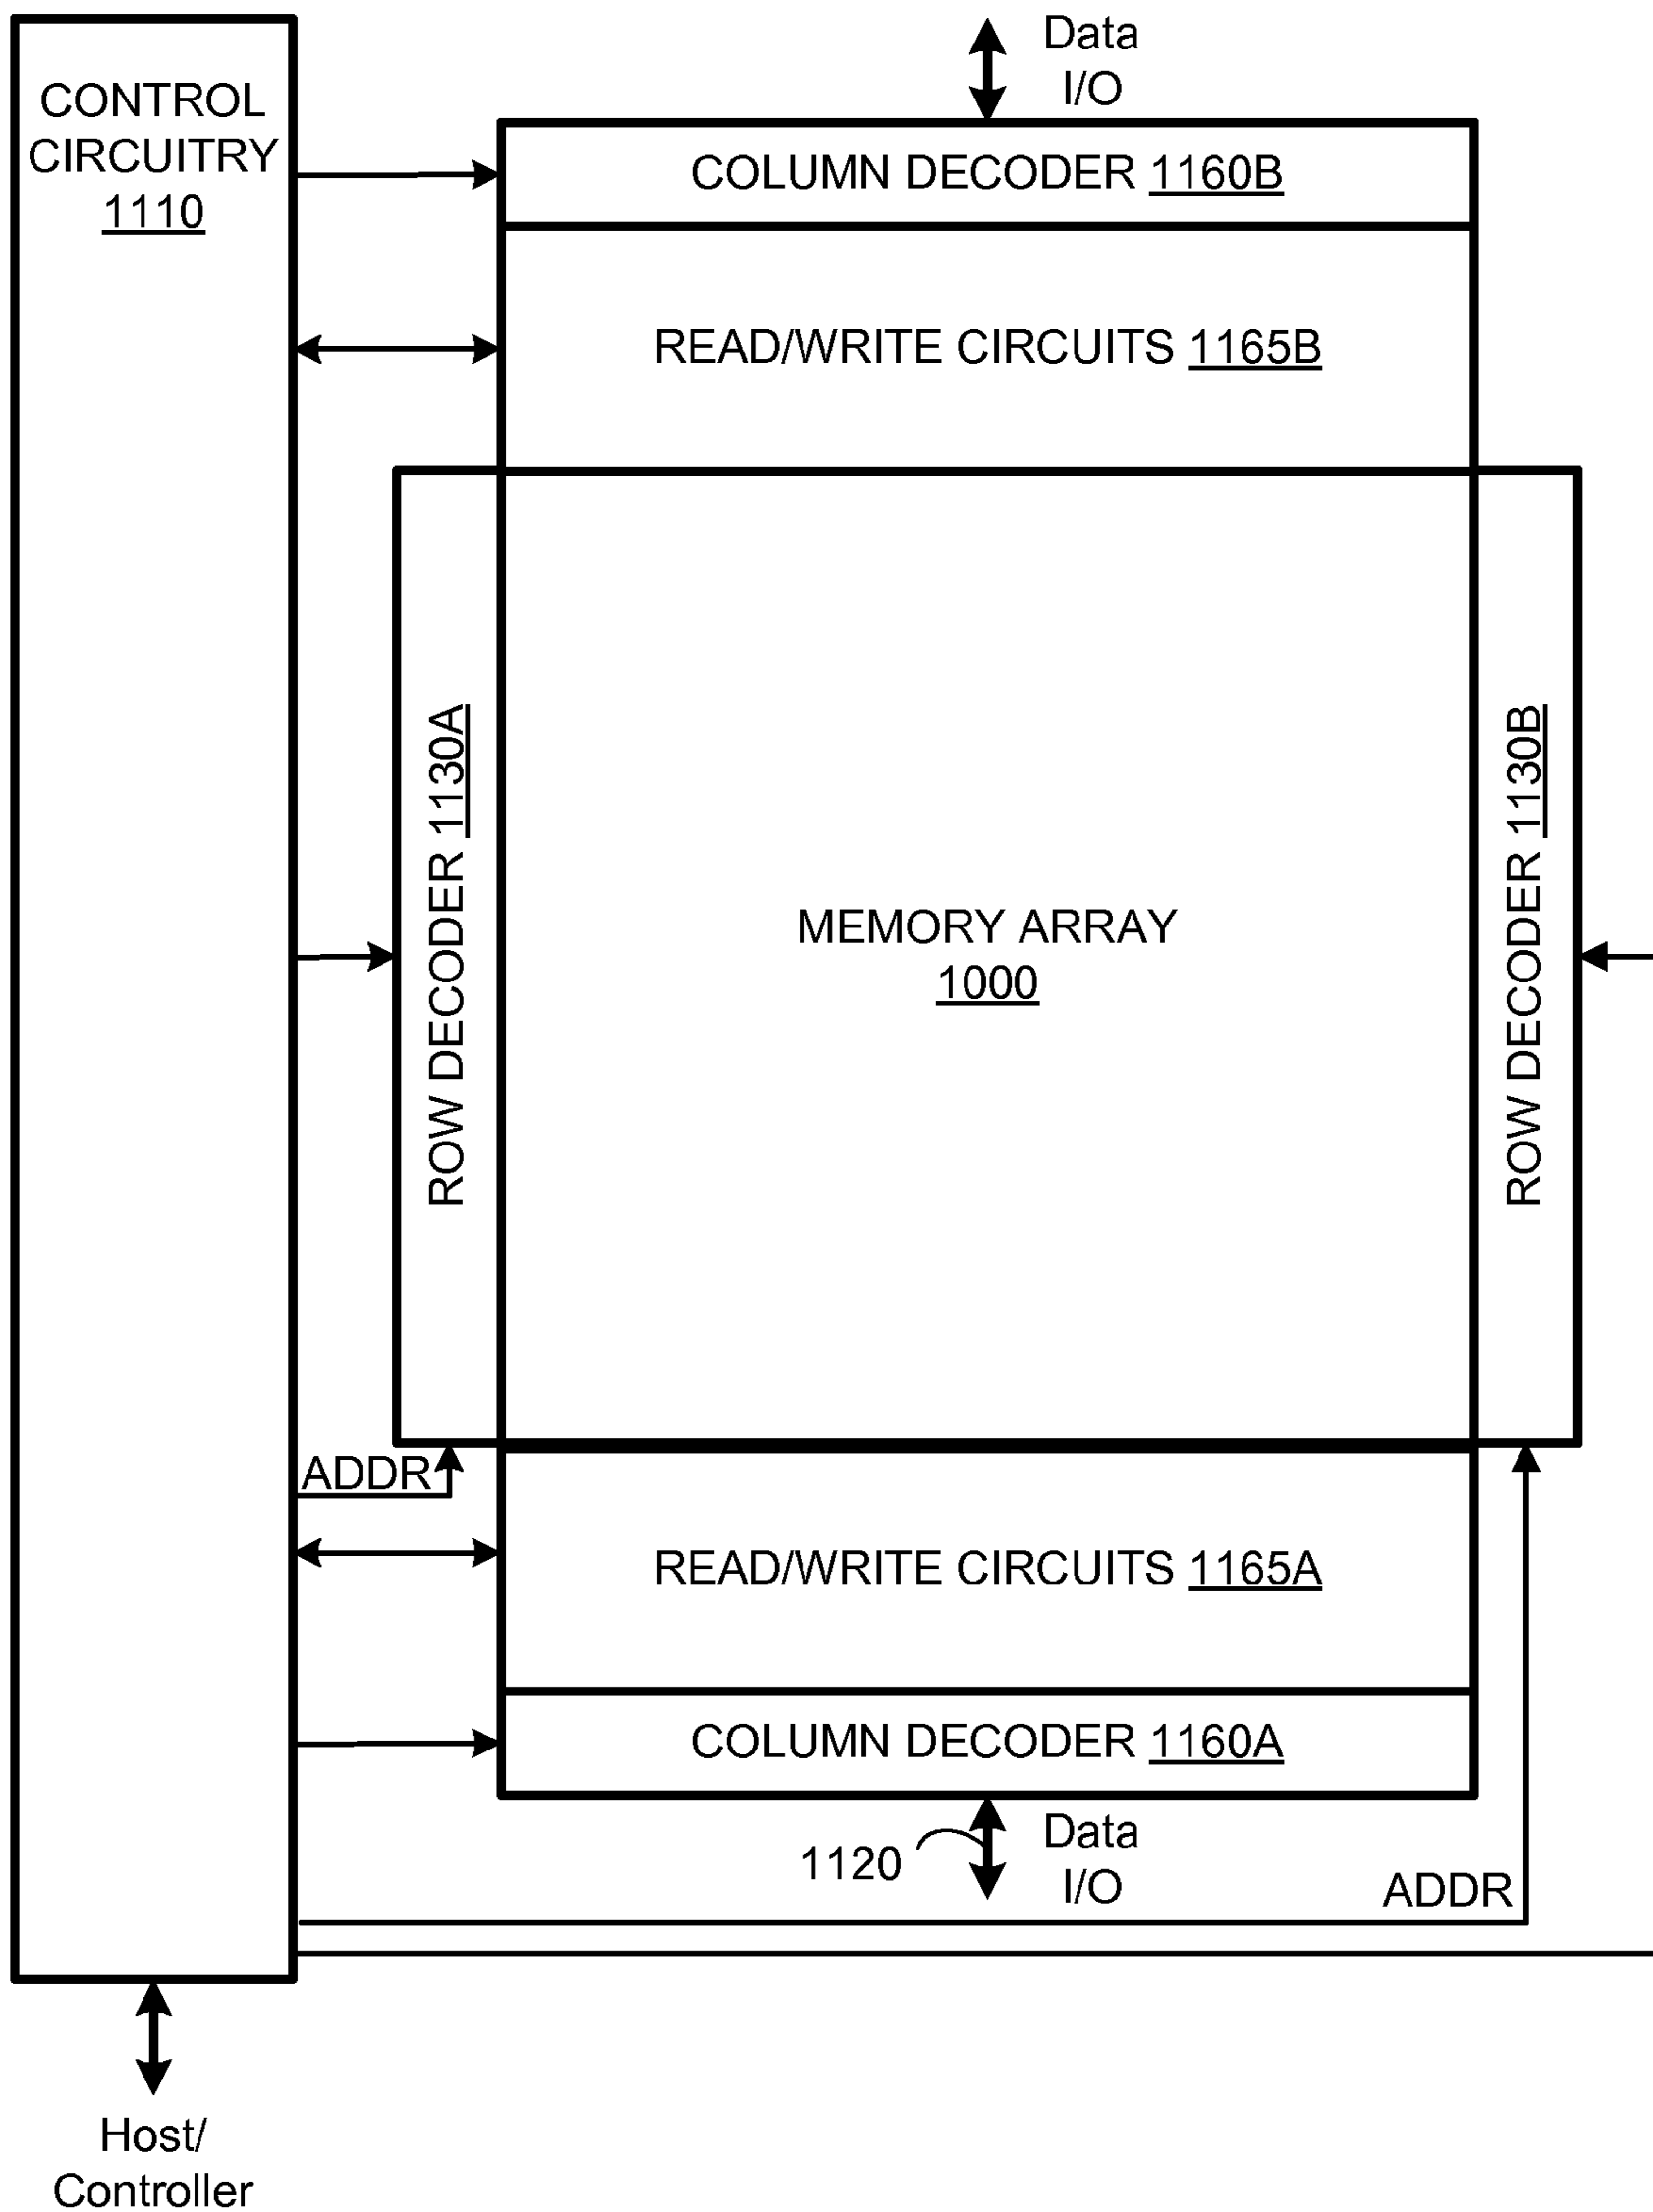 Data
I/O
CONTROL
CIRCUITRY
1110
COLUMN DECODER 1160B
READ/WRITE CIRCUITS 1165B
ROW DECODER 1130A
MEMORY ARRAY
1000
ROW DECODER 1130B
ADDR
READ/WRITE CIRCUITS 1165A
COLUMN DECODER 1160A
1120
Data
I/O
ADDR
Host/
Controller